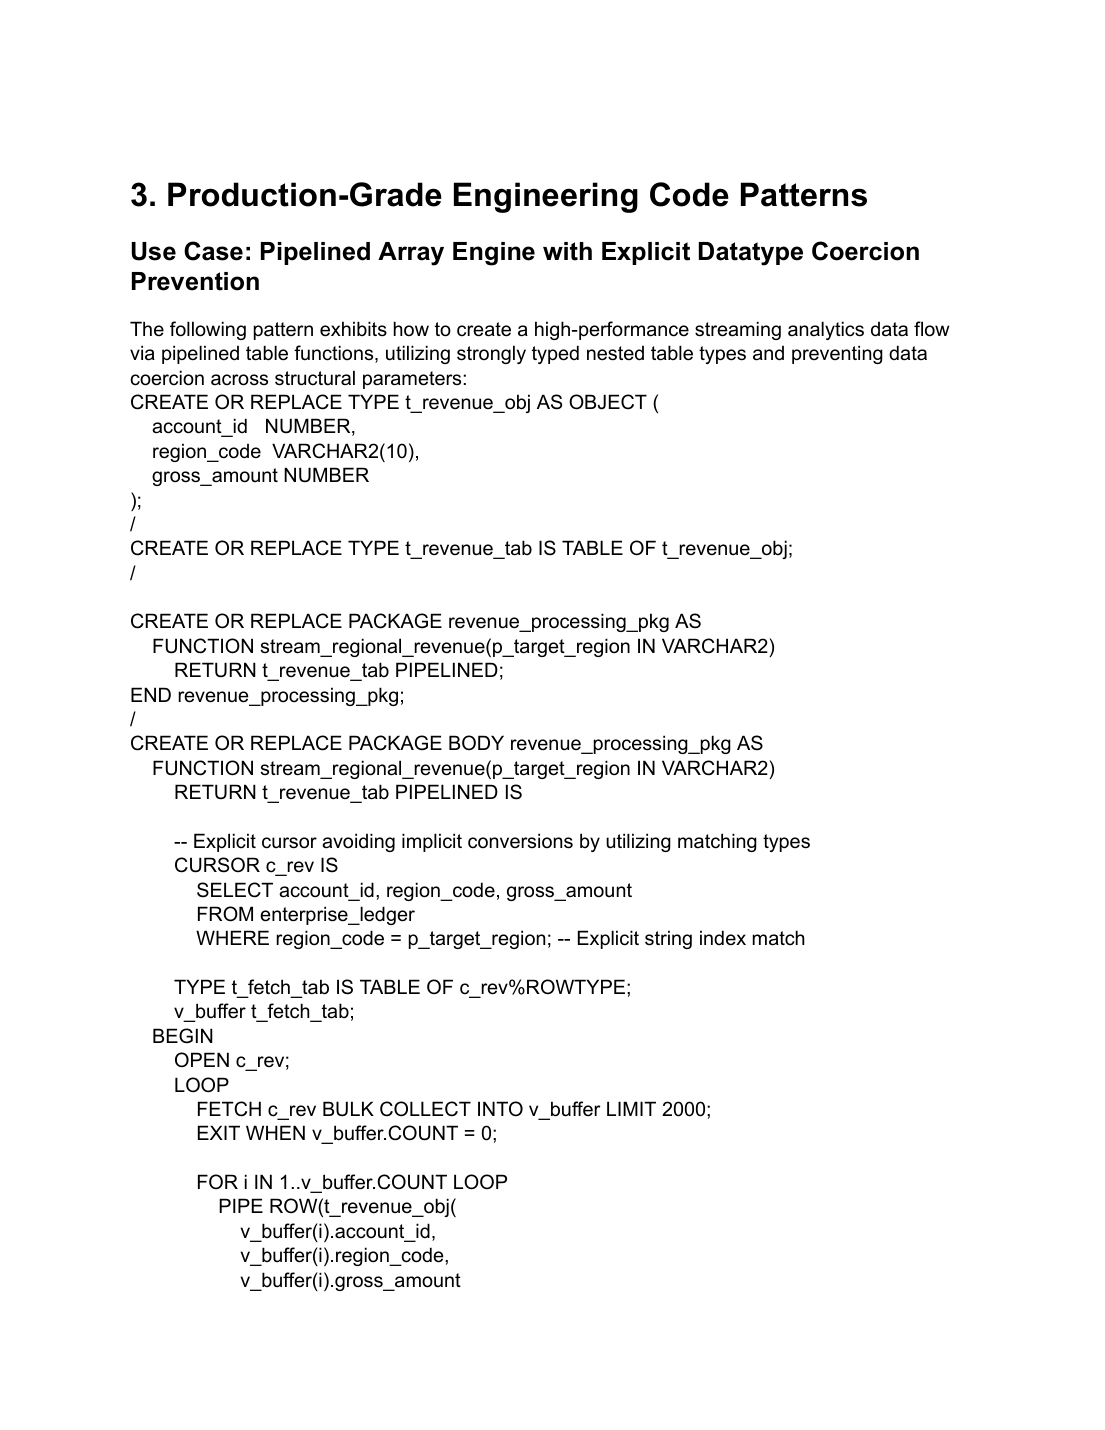 3. Production-Grade Engineering Code Patterns
Use Case: Pipelined Array Engine with Explicit Datatype Coercion
Prevention
The following pattern exhibits how to create a high-performance streaming analytics data flow
via pipelined table functions, utilizing strongly typed nested table types and preventing data
coercion across structural parameters:
CREATE OR REPLACE TYPE t_revenue_obj AS OBJECT (
    account_id   NUMBER,
    region_code  VARCHAR2(10),
    gross_amount NUMBER
);
/
CREATE OR REPLACE TYPE t_revenue_tab IS TABLE OF t_revenue_obj;
/

CREATE OR REPLACE PACKAGE revenue_processing_pkg AS
    FUNCTION stream_regional_revenue(p_target_region IN VARCHAR2)
        RETURN t_revenue_tab PIPELINED;
END revenue_processing_pkg;
/
CREATE OR REPLACE PACKAGE BODY revenue_processing_pkg AS
    FUNCTION stream_regional_revenue(p_target_region IN VARCHAR2)
        RETURN t_revenue_tab PIPELINED IS

        -- Explicit cursor avoiding implicit conversions by utilizing matching types
        CURSOR c_rev IS
            SELECT account_id, region_code, gross_amount
            FROM enterprise_ledger
            WHERE region_code = p_target_region; -- Explicit string index match

        TYPE t_fetch_tab IS TABLE OF c_rev%ROWTYPE;
        v_buffer t_fetch_tab;
    BEGIN
        OPEN c_rev;
        LOOP
            FETCH c_rev BULK COLLECT INTO v_buffer LIMIT 2000;
            EXIT WHEN v_buffer.COUNT = 0;

            FOR i IN 1..v_buffer.COUNT LOOP
                PIPE ROW(t_revenue_obj(
                    v_buffer(i).account_id,
                    v_buffer(i).region_code,
                    v_buffer(i).gross_amount